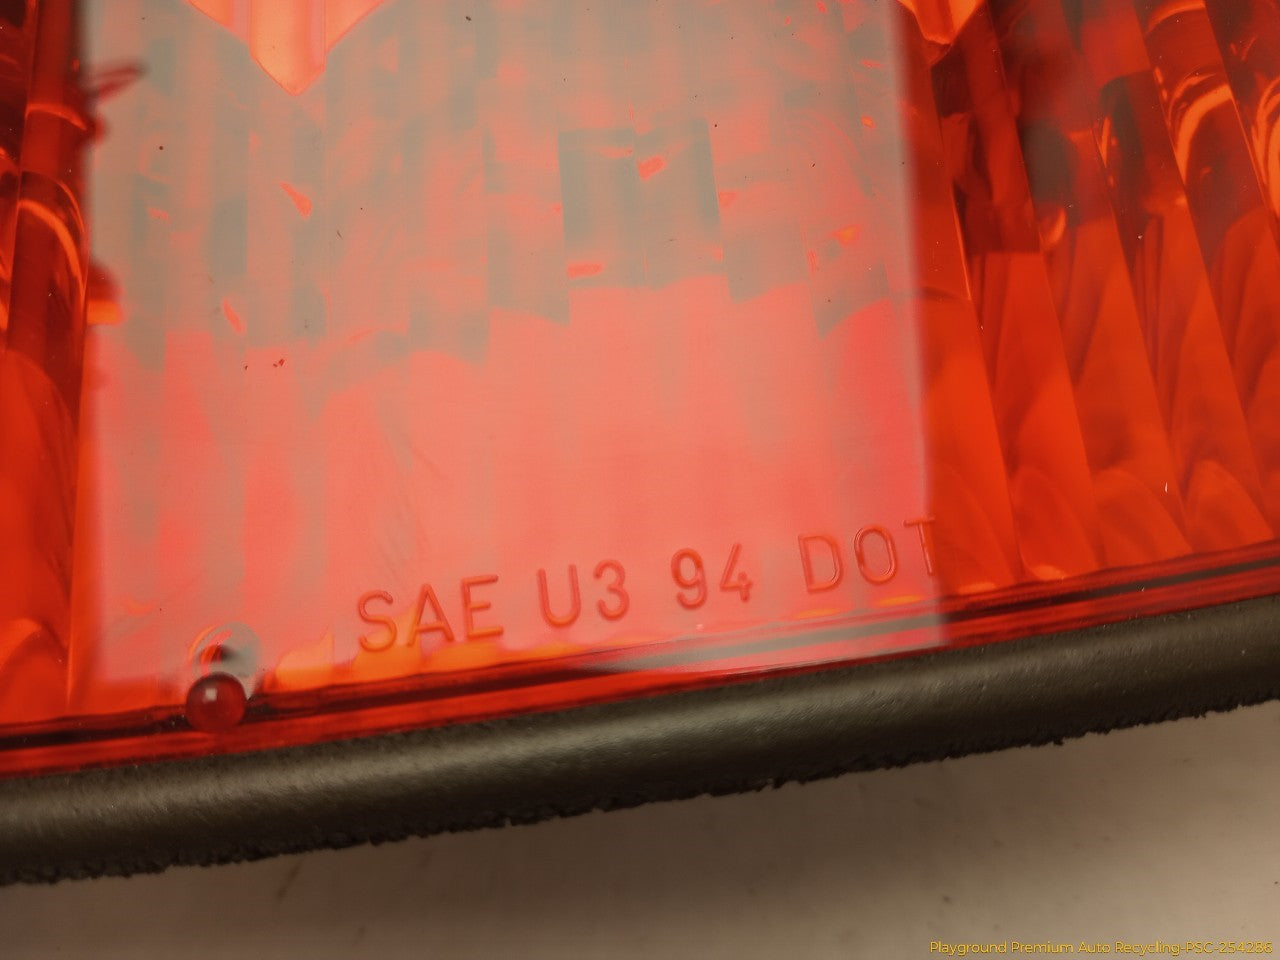 SAE U3 94 DOT
Playground Premium Auto Recycling-PSC-254286